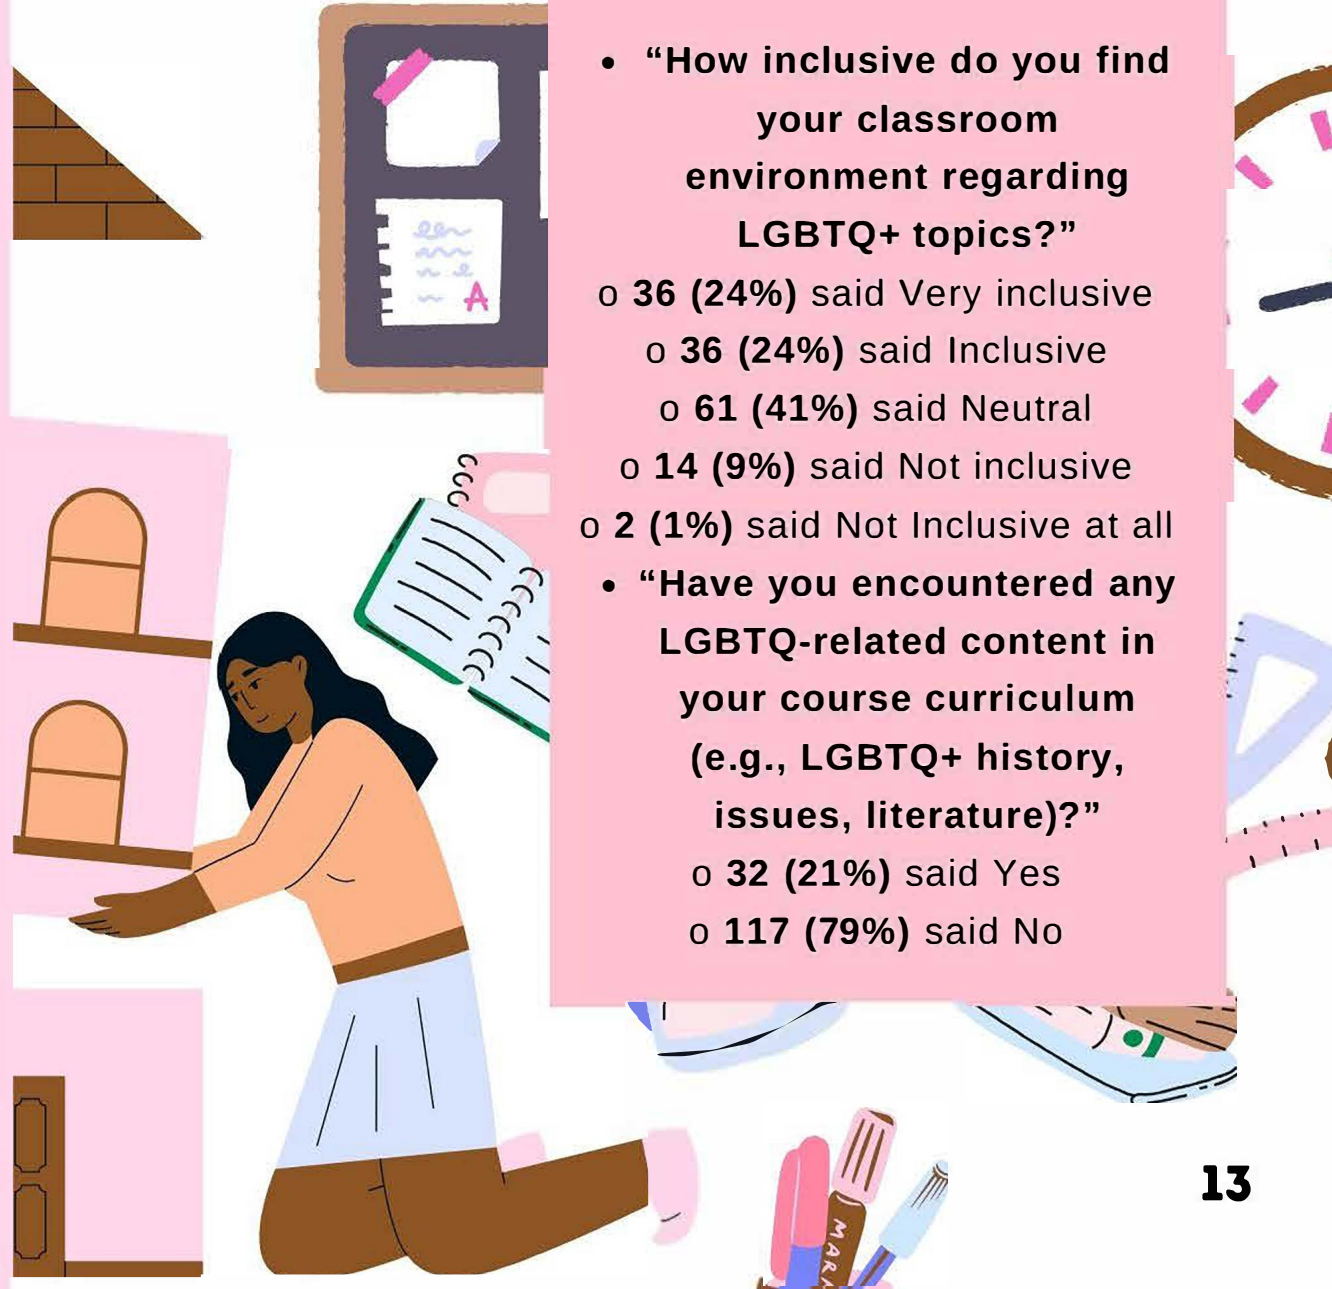 • “How inclusive do you find
your classroom
environment regarding
LGBTQ+ topics?”
o 36 (24%) said Very inclusive
o 36 (24%) said Inclusive
o 61 (41%) said Neutral
o 14 (9%) said Not inclusive
o 2 (1%) said Not Inclusive at all
• “Have you encountered any
LGBTQ-related content in
your course curriculum
(e.g., LGBTQ+ history,
issues, literature)?”
o 32 (21%) said Yes
o 117 (79%) said No
A
13